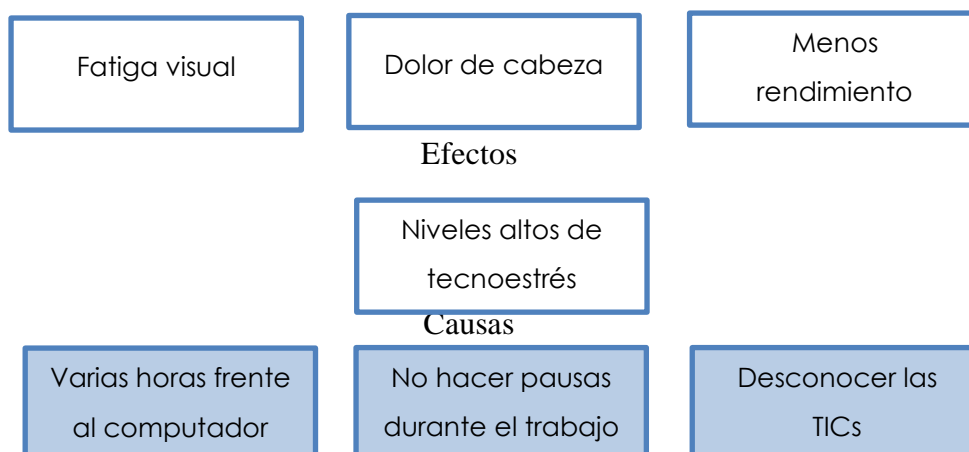 Fatiga visual
Dolor de cabeza
Menos
rendimiento
Efectos
Niveles altos de
tecnoestrés
Causas
Varias horas frente
al computador
No hacer pausas
durante el trabajo
Desconocer las
TICs